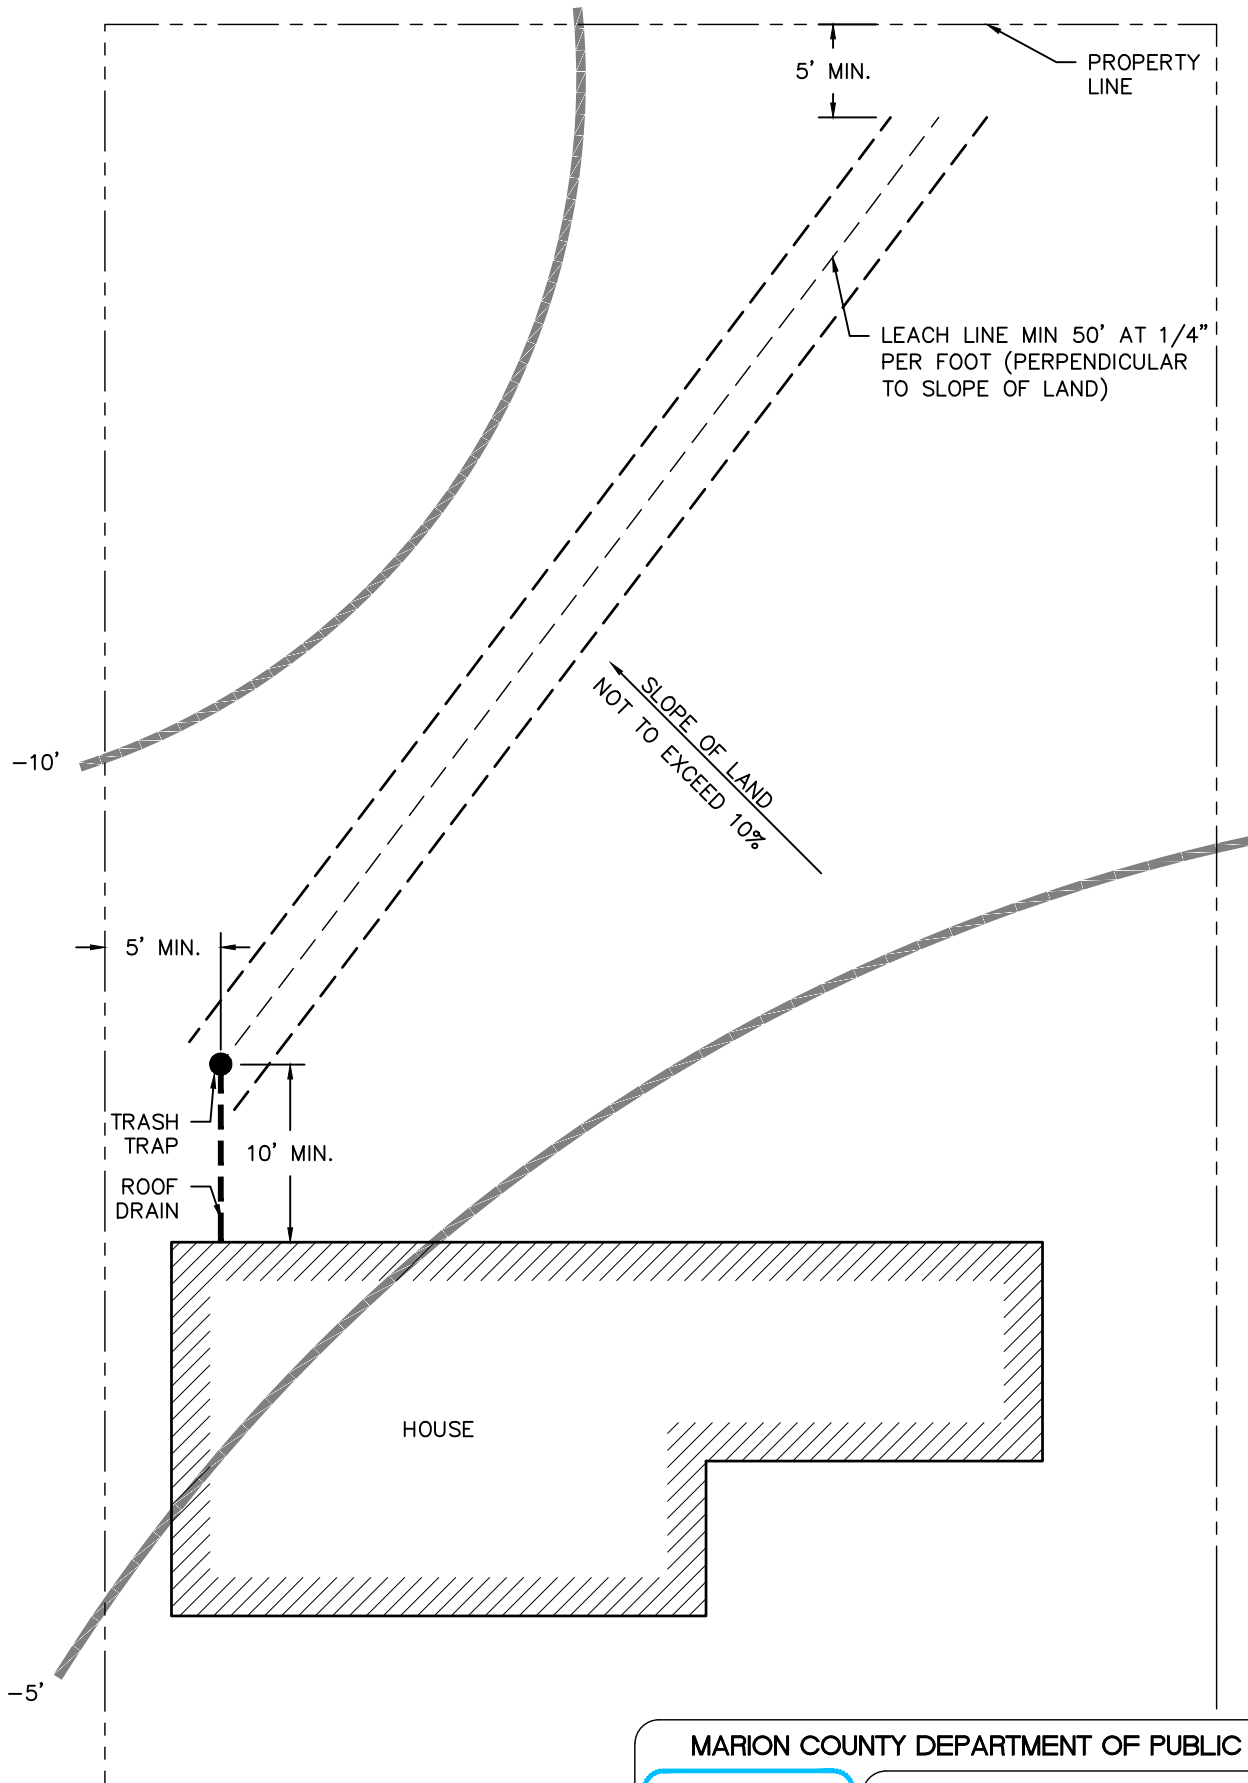 5' MIN.
PROPERTY
LINE
LEACH LINE MIN 50' AT 1/4"
PER FOOT (PERPENDICULAR
TO SLOPE OF LAND)
SLOPE OF LAND
NOT TO EXCEED 10%
-10'
5' MIN.
TRASH
TRAP
10' MIN.
ROOF
DRAIN
HOUSE
-5'
MARION COUNTY DEPARTMENT OF PUBLIC